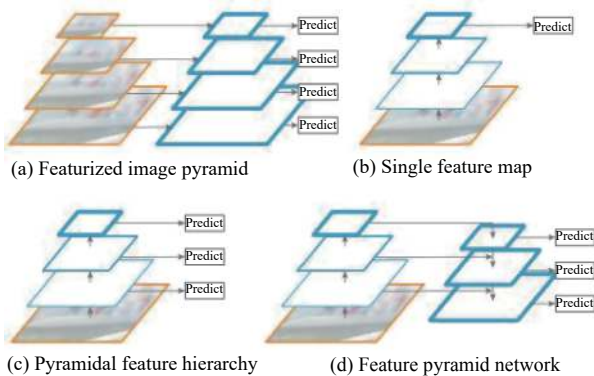 Predict
Predict
Predict
Predict
Predict
(a) Featurized image pyramid
(b) Single feature map
Predict
Predict
Predict
Predict
Predict
Predict
(c) Pyramidal feature hierarchy
(d) Feature pyramid network